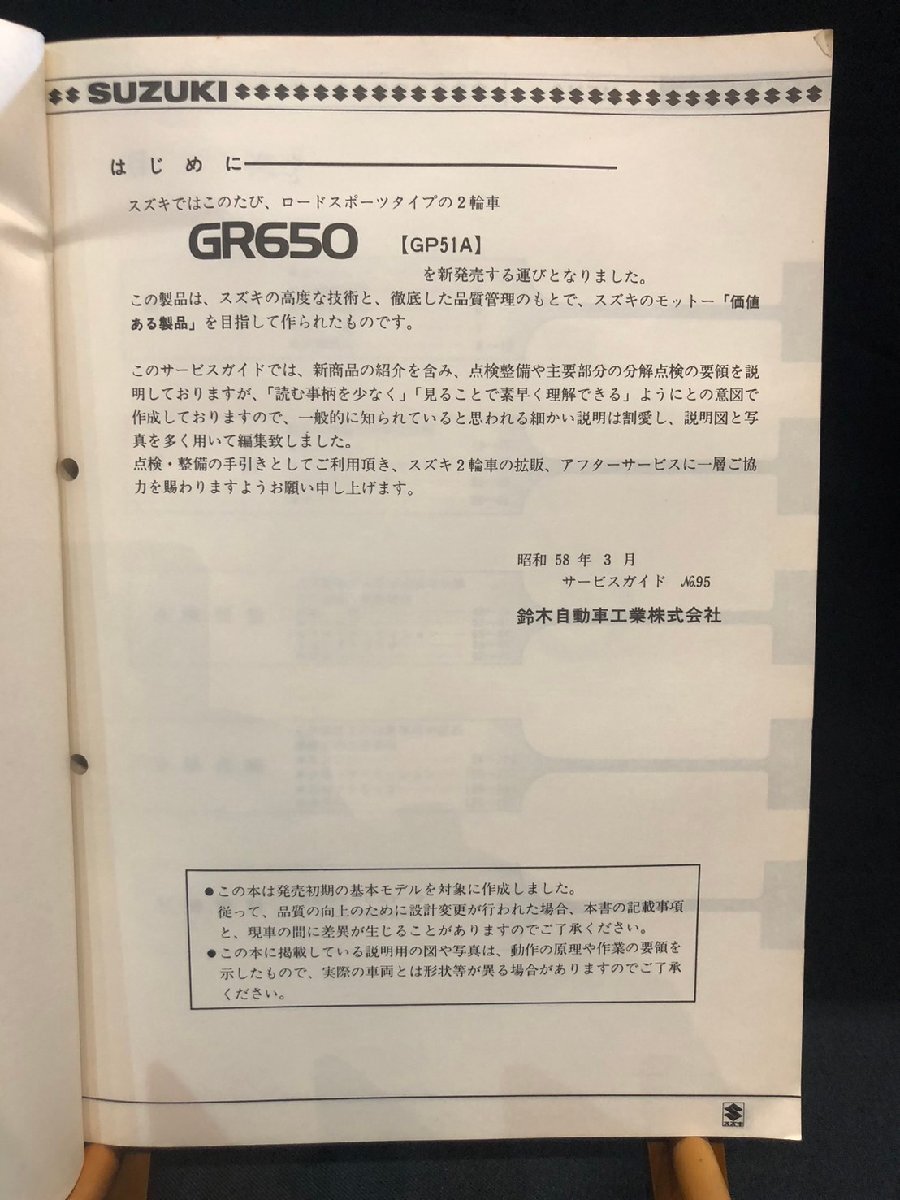 SUZUKI
はじめに
スズキではこのたび、ロードスポーツタイプの2輪車
GR650 【GP51A】
を新発売する運びとなりました。
この製品は、スズキの高度な技術と、徹底した品質管理のもとで、スズキのモットー「価値
ある製品」を目指して作られたものです。
このサービスガイドでは、新商品の紹介を含み、点検整備や主要部分の分解点検の要領を説
明しておりますが、「読む事柄を少なく」「見ることで素早く理解できる」ようにとの意図で
作成しておりますので、一般的に知られていると思われる細かい説明は割愛し、説明図と写
真を多く用いて編集致しました。
点検・整備の手引きとしてご利用頂き、スズキ2輪車の拡販、アフターサービスに一層ご協
力を賜わりますようお願い申し上げます。
昭和 58 年 3 月
サービスガイド №95
鈴木自動車工業株式会社
●この本は発売初期の基本モデルを対象に作成しました。
従って、品質の向上のために設計変更が行われた場合、本書の記載事項
と、現車の間に差異が生じることがありますのでご了承ください。
●この本に掲載している説明用の図や写真は、動作の原理や作業の要領を
示したもので、実際の車両とは形状等が異る場合がありますのでご了承
ください。
スズキ